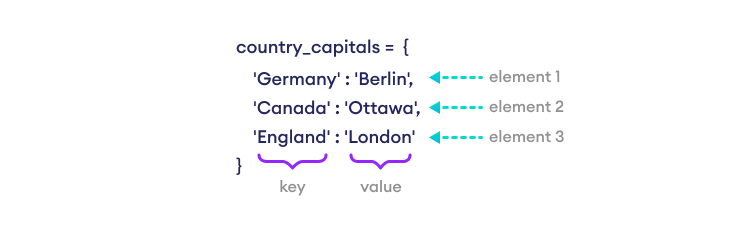 country_capitals = {
'Germany' : 'Berlin', element 1
'Canada' : 'Ottawa', element 2
'England' : 'London' element 3
}
key value